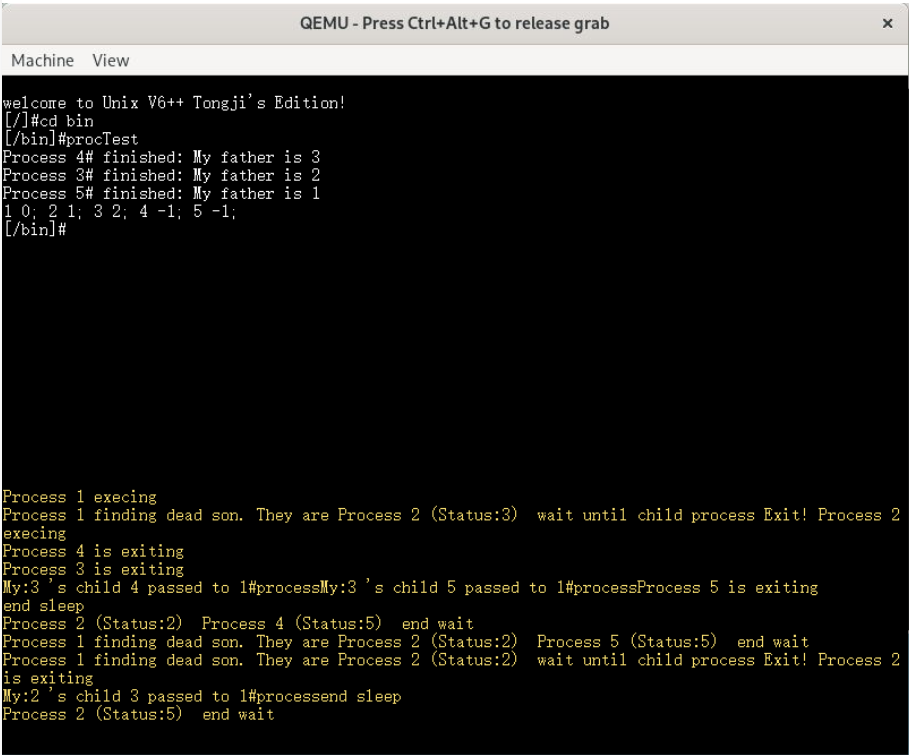 QEMU - Press Ctrl+Alt+G to release grab
Machine View
welcome to Unix V6++ Tongji's Edition!
[/]#cd bin
[/bin]#procTest
Process 4# finished: My father is 3
Process 3# finished: My father is 2
Process 5# finished: My father is 1
1 0; 2 1; 3 2; 4 -1; 5 -1;
[/bin]#
Process 1 execing
Process 1 finding dead son. They are Process 2 (Status:3)  wait until child process Exit! Process 2
execing
Process 4 is exiting
Process 3 is exiting
My:3 's child 4 passed to 1#processMy:3 's child 5 passed to 1#processProcess 5 is exiting
end sleep
Process 2 (Status:2)  Process 4 (Status:5)  end wait
Process 1 finding dead son. They are Process 2 (Status:2)  Process 5 (Status:5)  end wait
Process 1 finding dead son. They are Process 2 (Status:2)  wait until child process Exit! Process 2
is exiting
My:2 's child 3 passed to 1#processend sleep
Process 2 (Status:5)  end wait